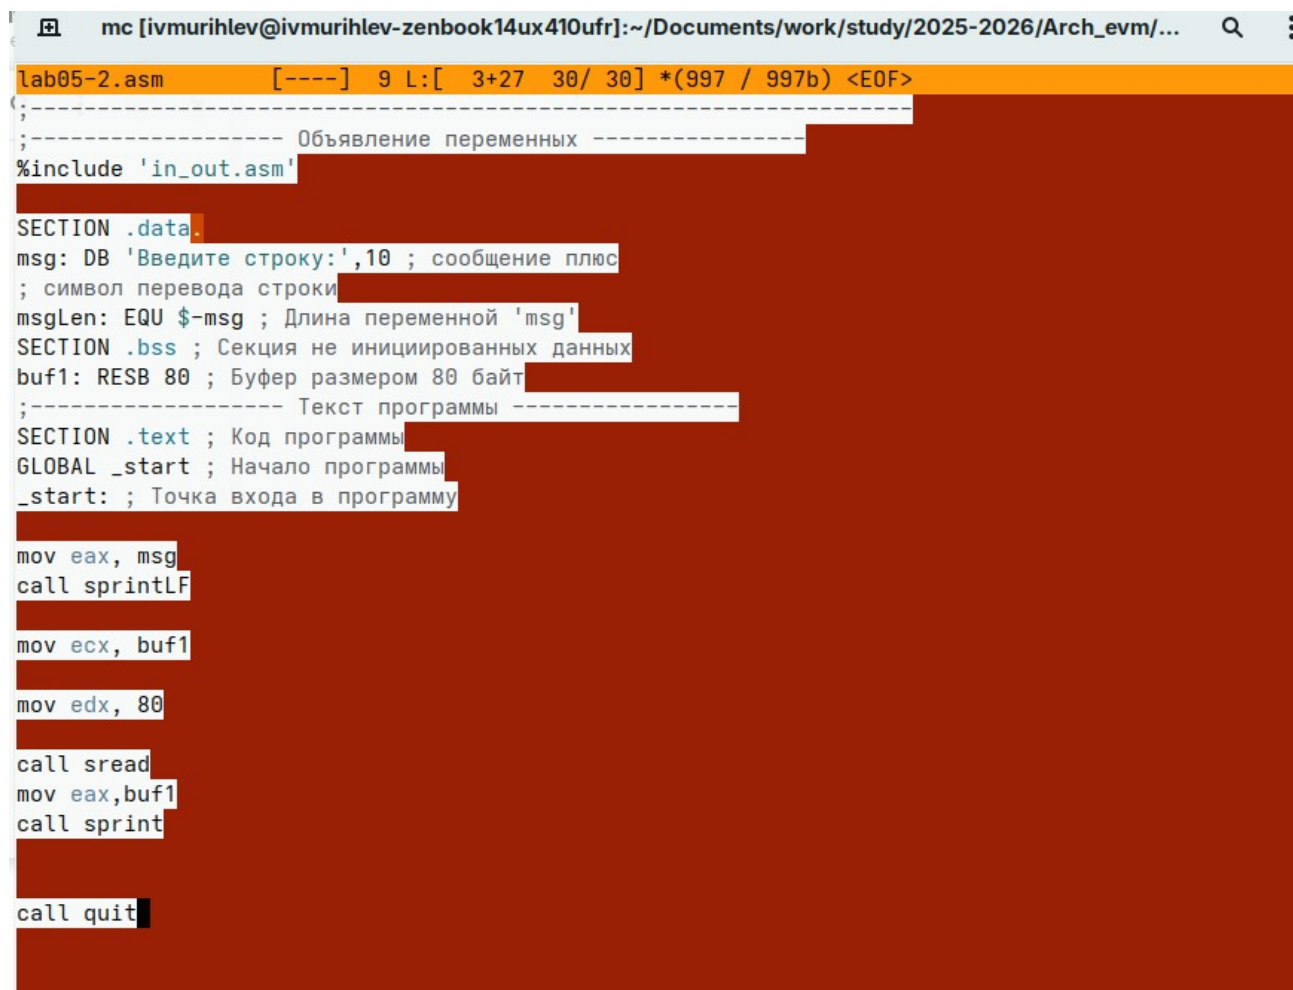 mc [ivmurihlev@ivmurihlev-zenbook14ux410ufr]:~/Documents/work/study/2025-2026/Arch_evm/...
lab05-2.asm        [----]  9 L:[  3+27  30/ 30] *(997 / 997b) <EOF>
;------------------------------------------------------------------
;------------------- Объявление переменных ----------------
%include 'in_out.asm'
SECTION .data.
msg: DB 'Введите строку:',10 ; сообщение плюс
; символ перевода строки
msgLen: EQU $-msg ; Длина переменной 'msg'
SECTION .bss ; Секция не инициированных данных
buf1: RESB 80 ; Буфер размером 80 байт
;------------------- Текст программы -----------------
SECTION .text ; Код программы
GLOBAL _start ; Начало программы
_start: ; Точка входа в программу
mov eax, msg
call sprintLF
mov ecx, buf1
mov edx, 80
call sread
mov eax,buf1
call sprint
call quit